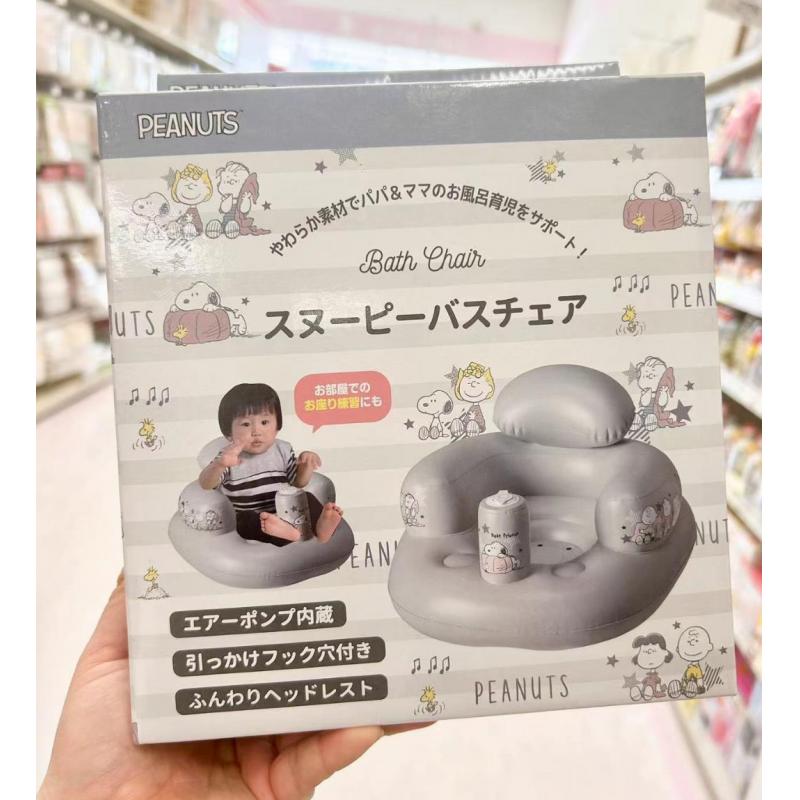 PEANUTS
PEANUTS™
やわらか素材でパパ&ママのお風呂育児をサポート!
Bath Chair
スヌーピーバスチェア
UTS
PEAN
お部屋での
お座り練習にも
PEAN
NUT
エアーポンプ内蔵
引っかけフック穴付き
ふんわりヘッドレスト
PEANUTS